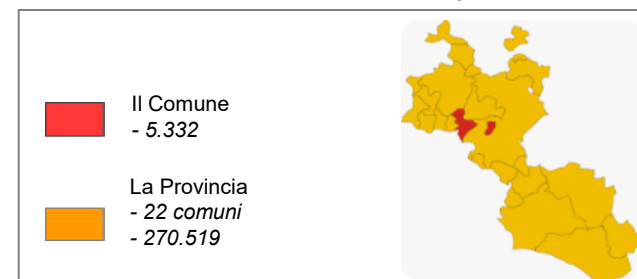 Il Comune
- 5.332
La Provincia
- 22 comuni
- 270.519